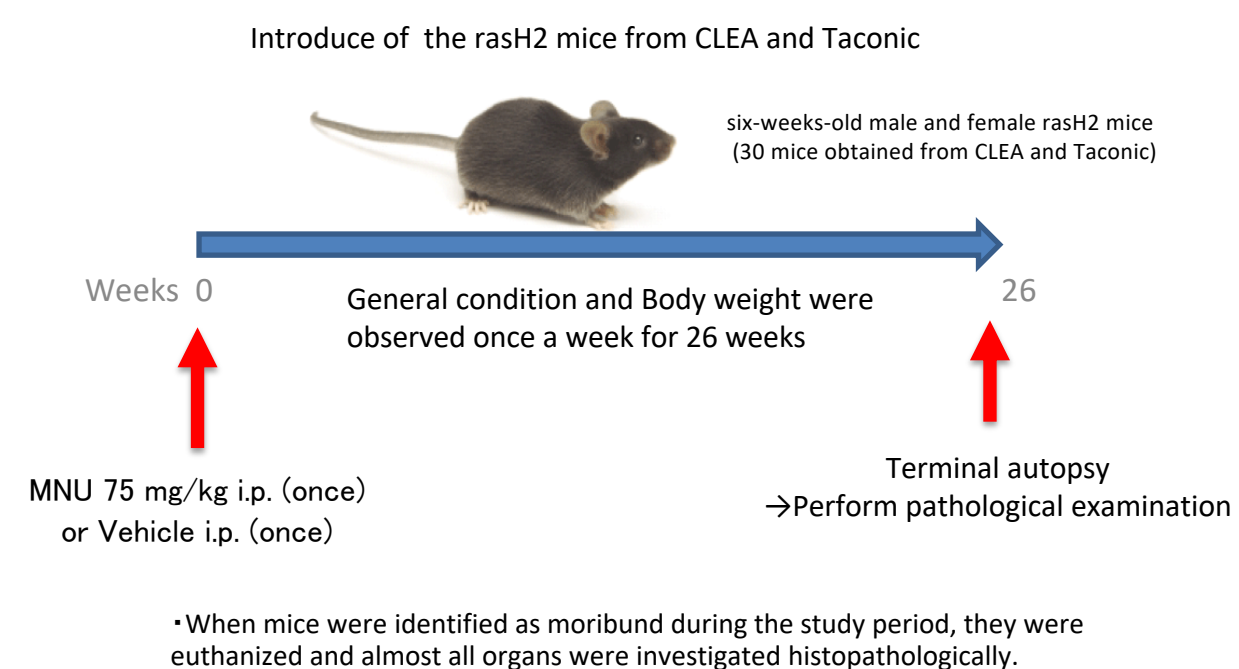 Introduce of the rasH2 mice from CLEA and Taconic
six-weeks-old male and female rasH2 mice
(30 mice obtained from CLEA and Taconic)
Weeks 0
26
General condition and Body weight were
observed once a week for 26 weeks
MNU 75 mg/kg i.p. (once)
or Vehicle i.p. (once)
Terminal autopsy
→Perform pathological examination
・When mice were identified as moribund during the study period, they were
euthanized and almost all organs were investigated histopathologically.